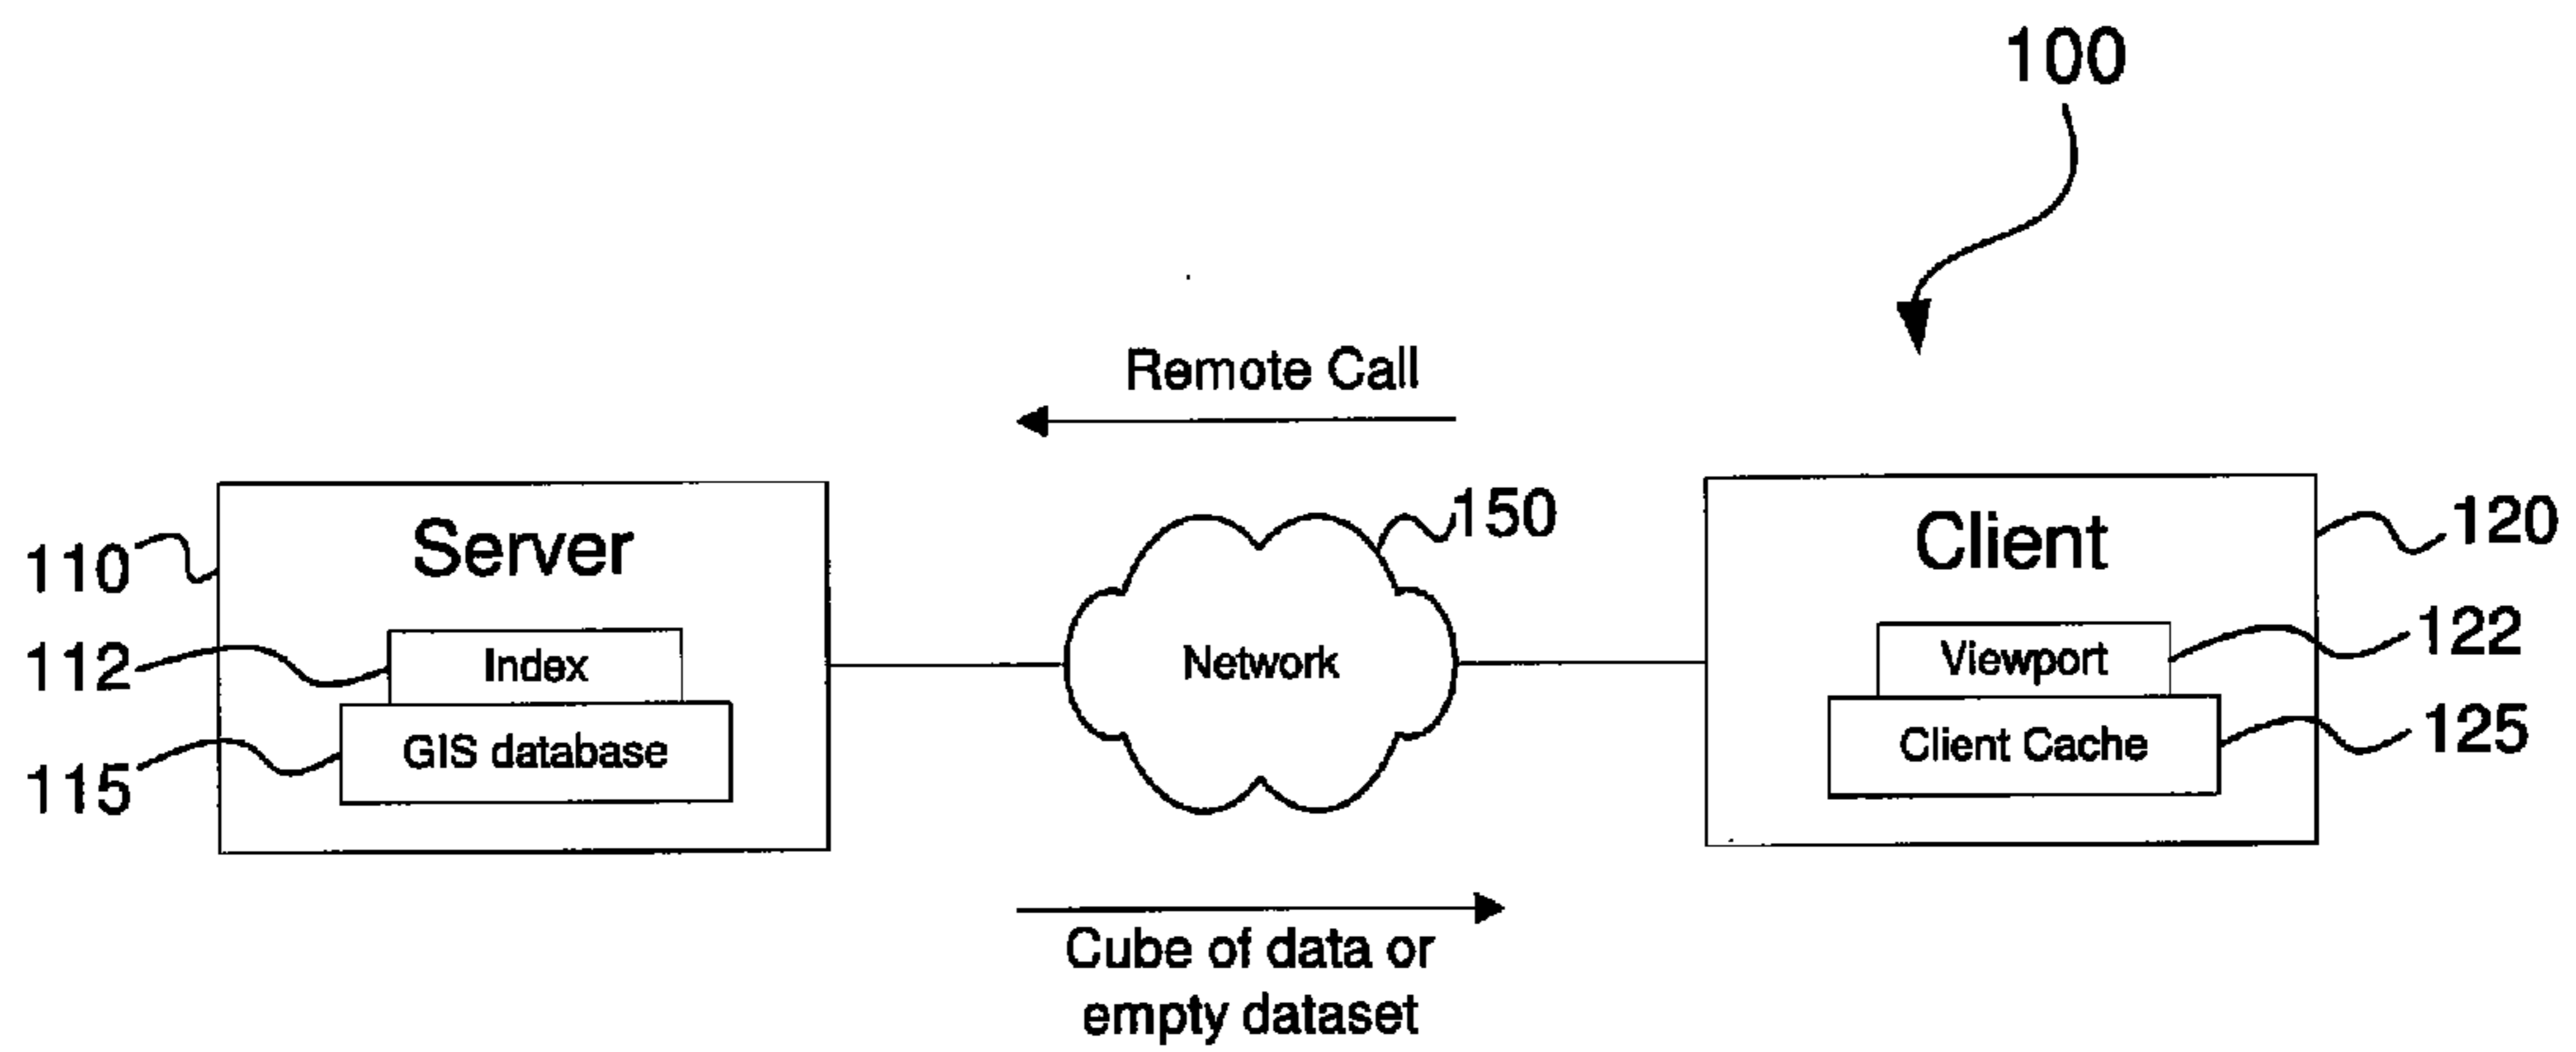 100
Remote Call
150
Server
Client
110
120
Index
Network
Viewport
112
122
GIS database
Client Cache
115
125
Cube of data or
empty dataset